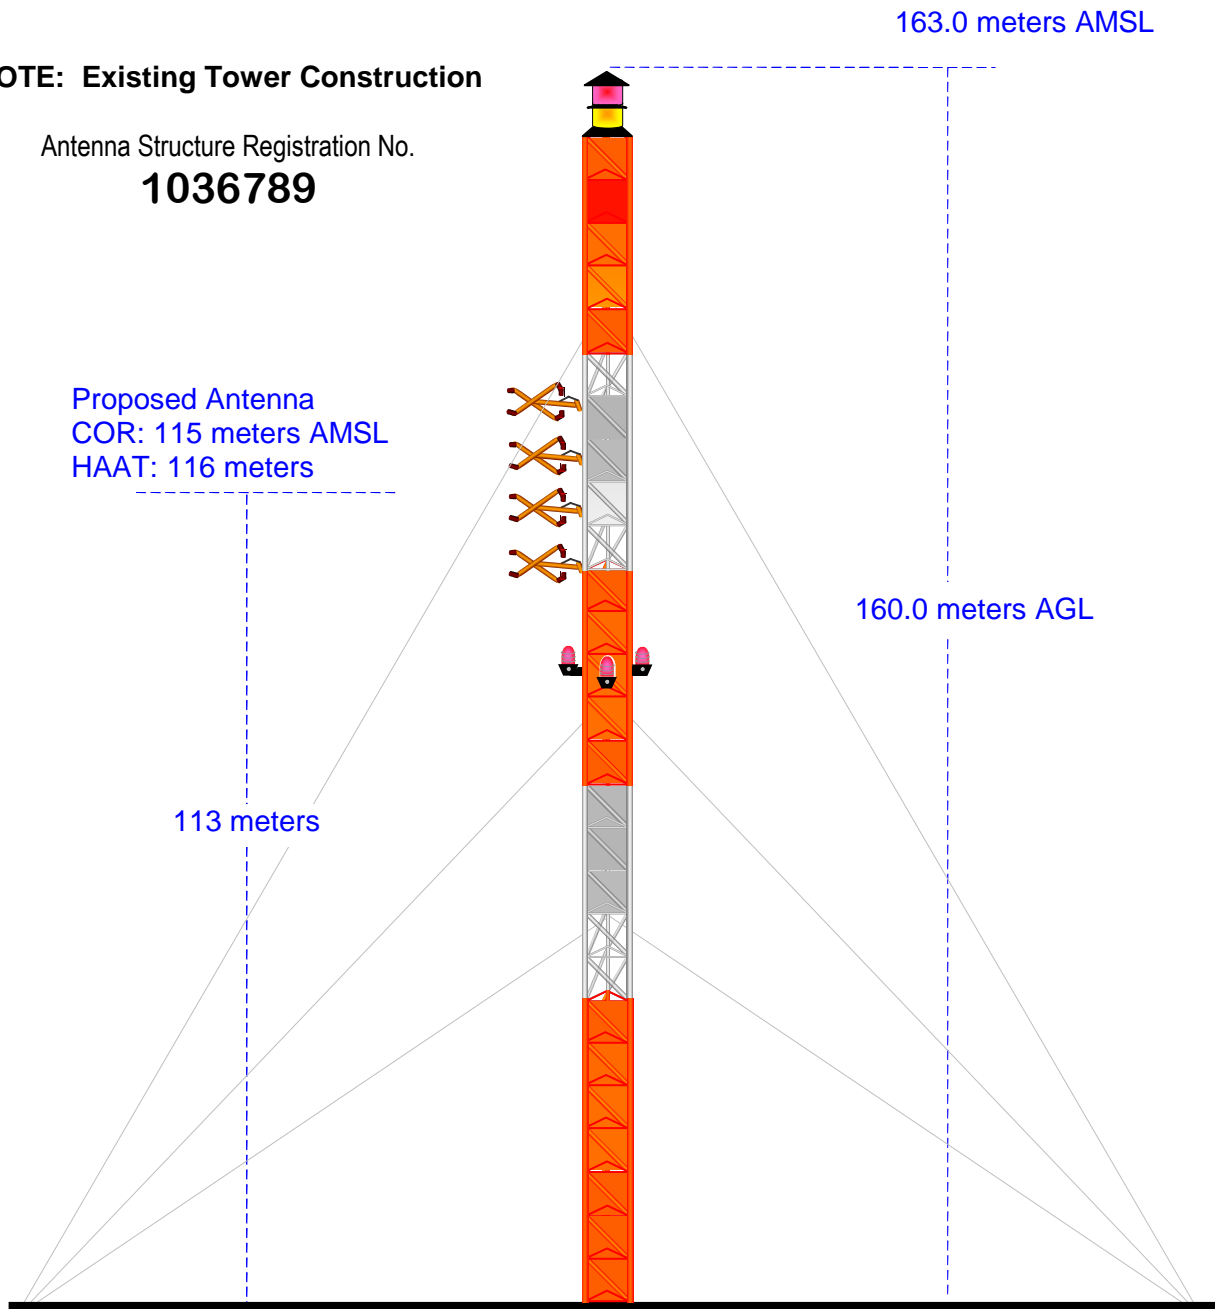 163.0 meters AMSL
OTE: Existing Tower Construction
Antenna Structure Registration No.
1036789
Proposed Antenna
COR: 115 meters AMSL
HAAT: 116 meters
160.0 meters AGL
113 meters